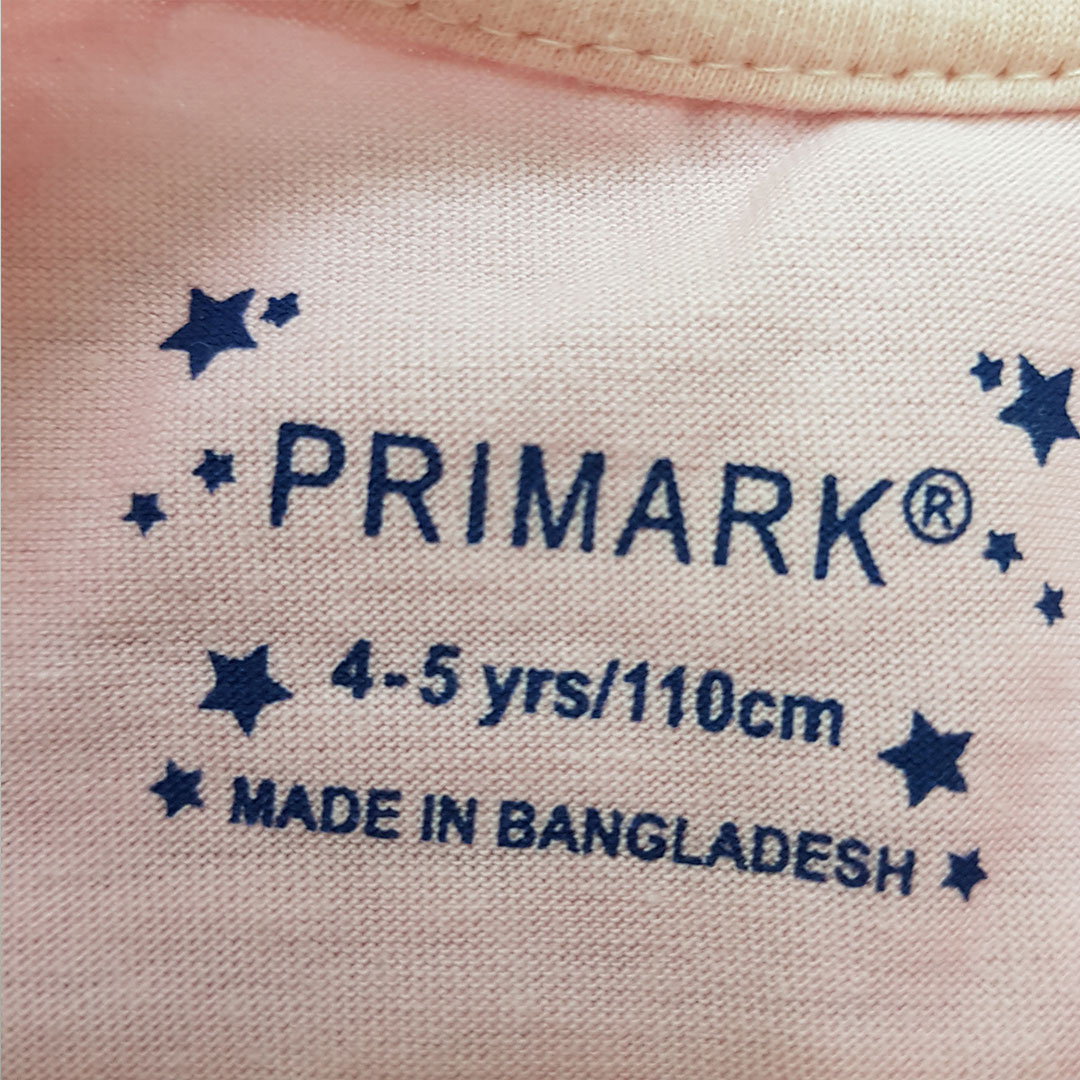 PRIMARK®
4-5 yrs/110cm
MADE IN BANGLADESH